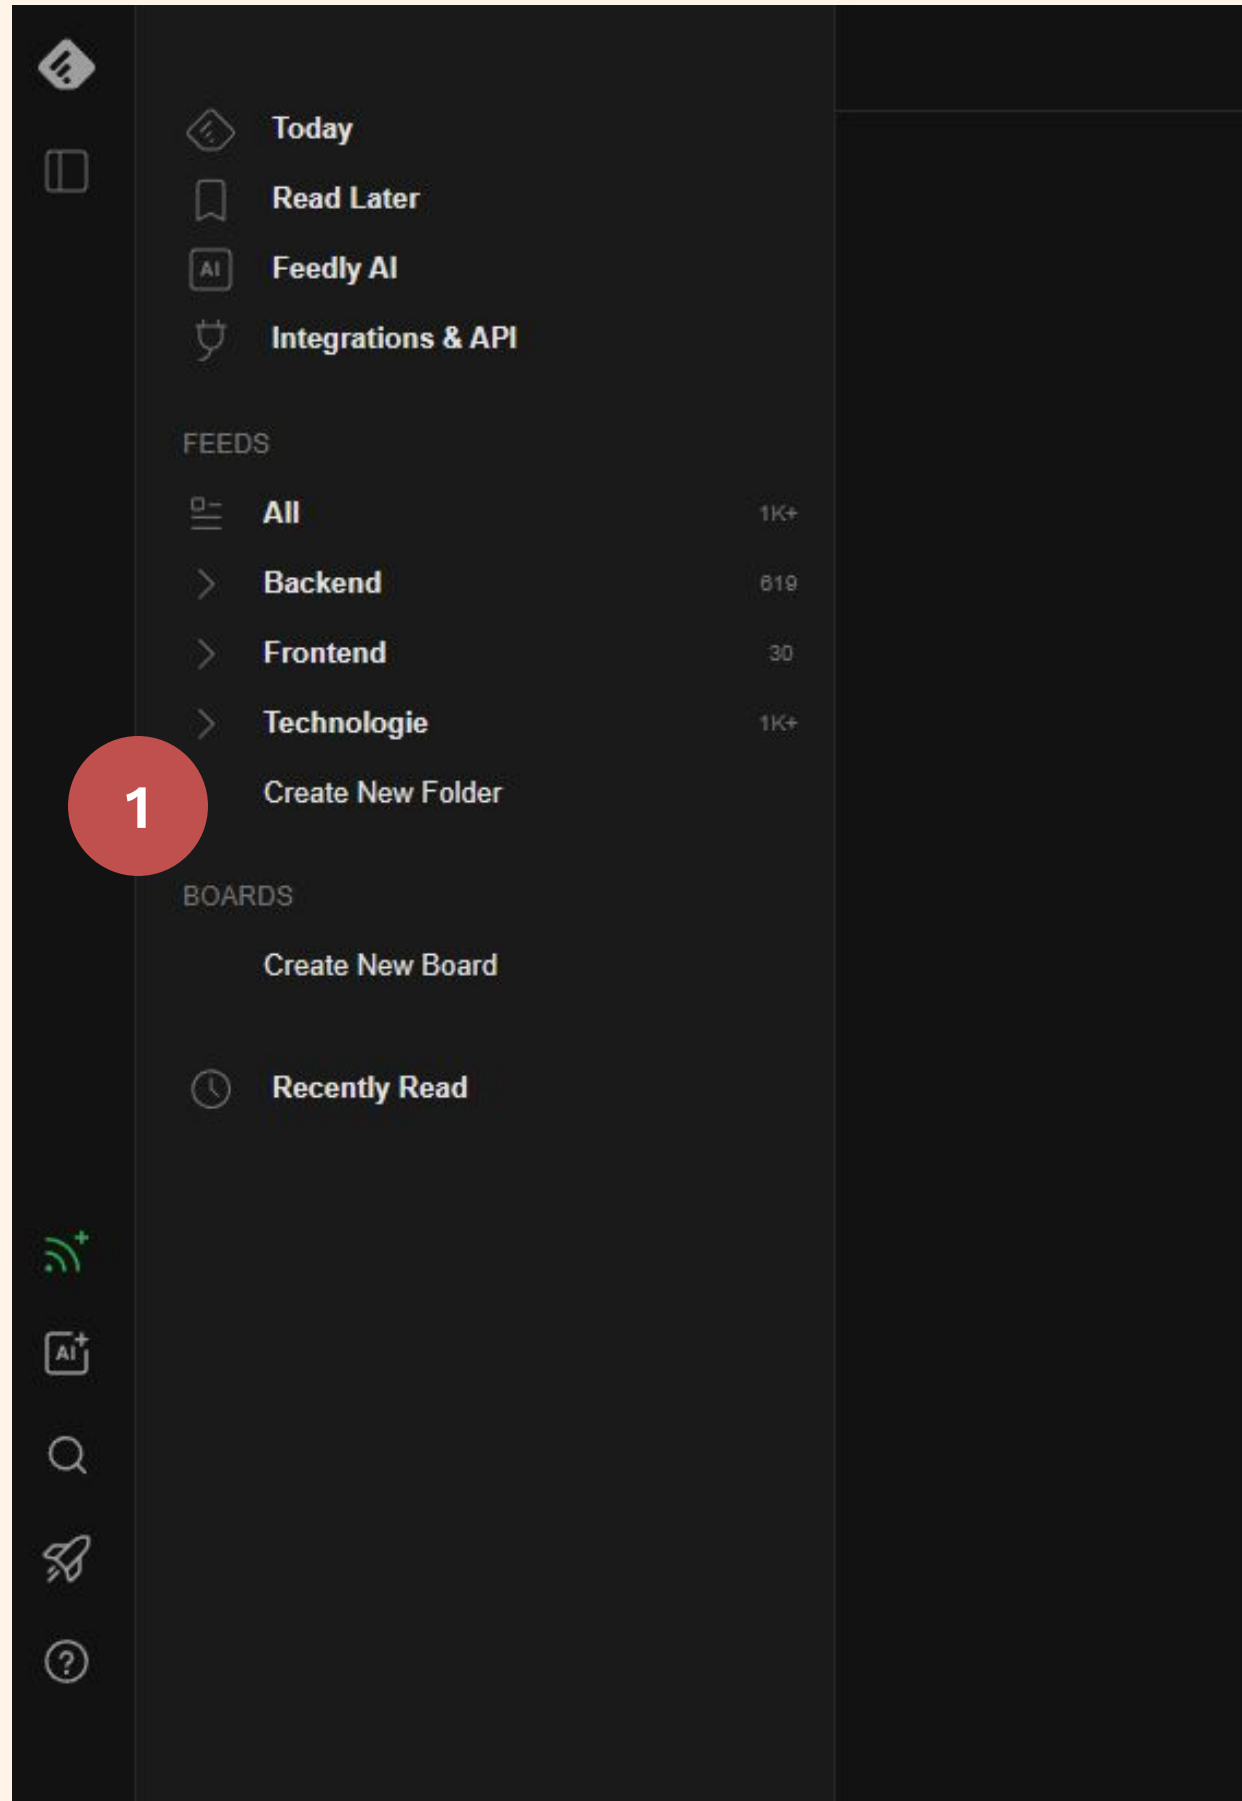 Today
Read Later
AI Feedly AI
Integrations & API
FEEDS
All 1K+
Backend 619
Frontend 30
Technologie 1K+
1 Create New Folder
BOARDS
Create New Board
Recently Read
AI
?